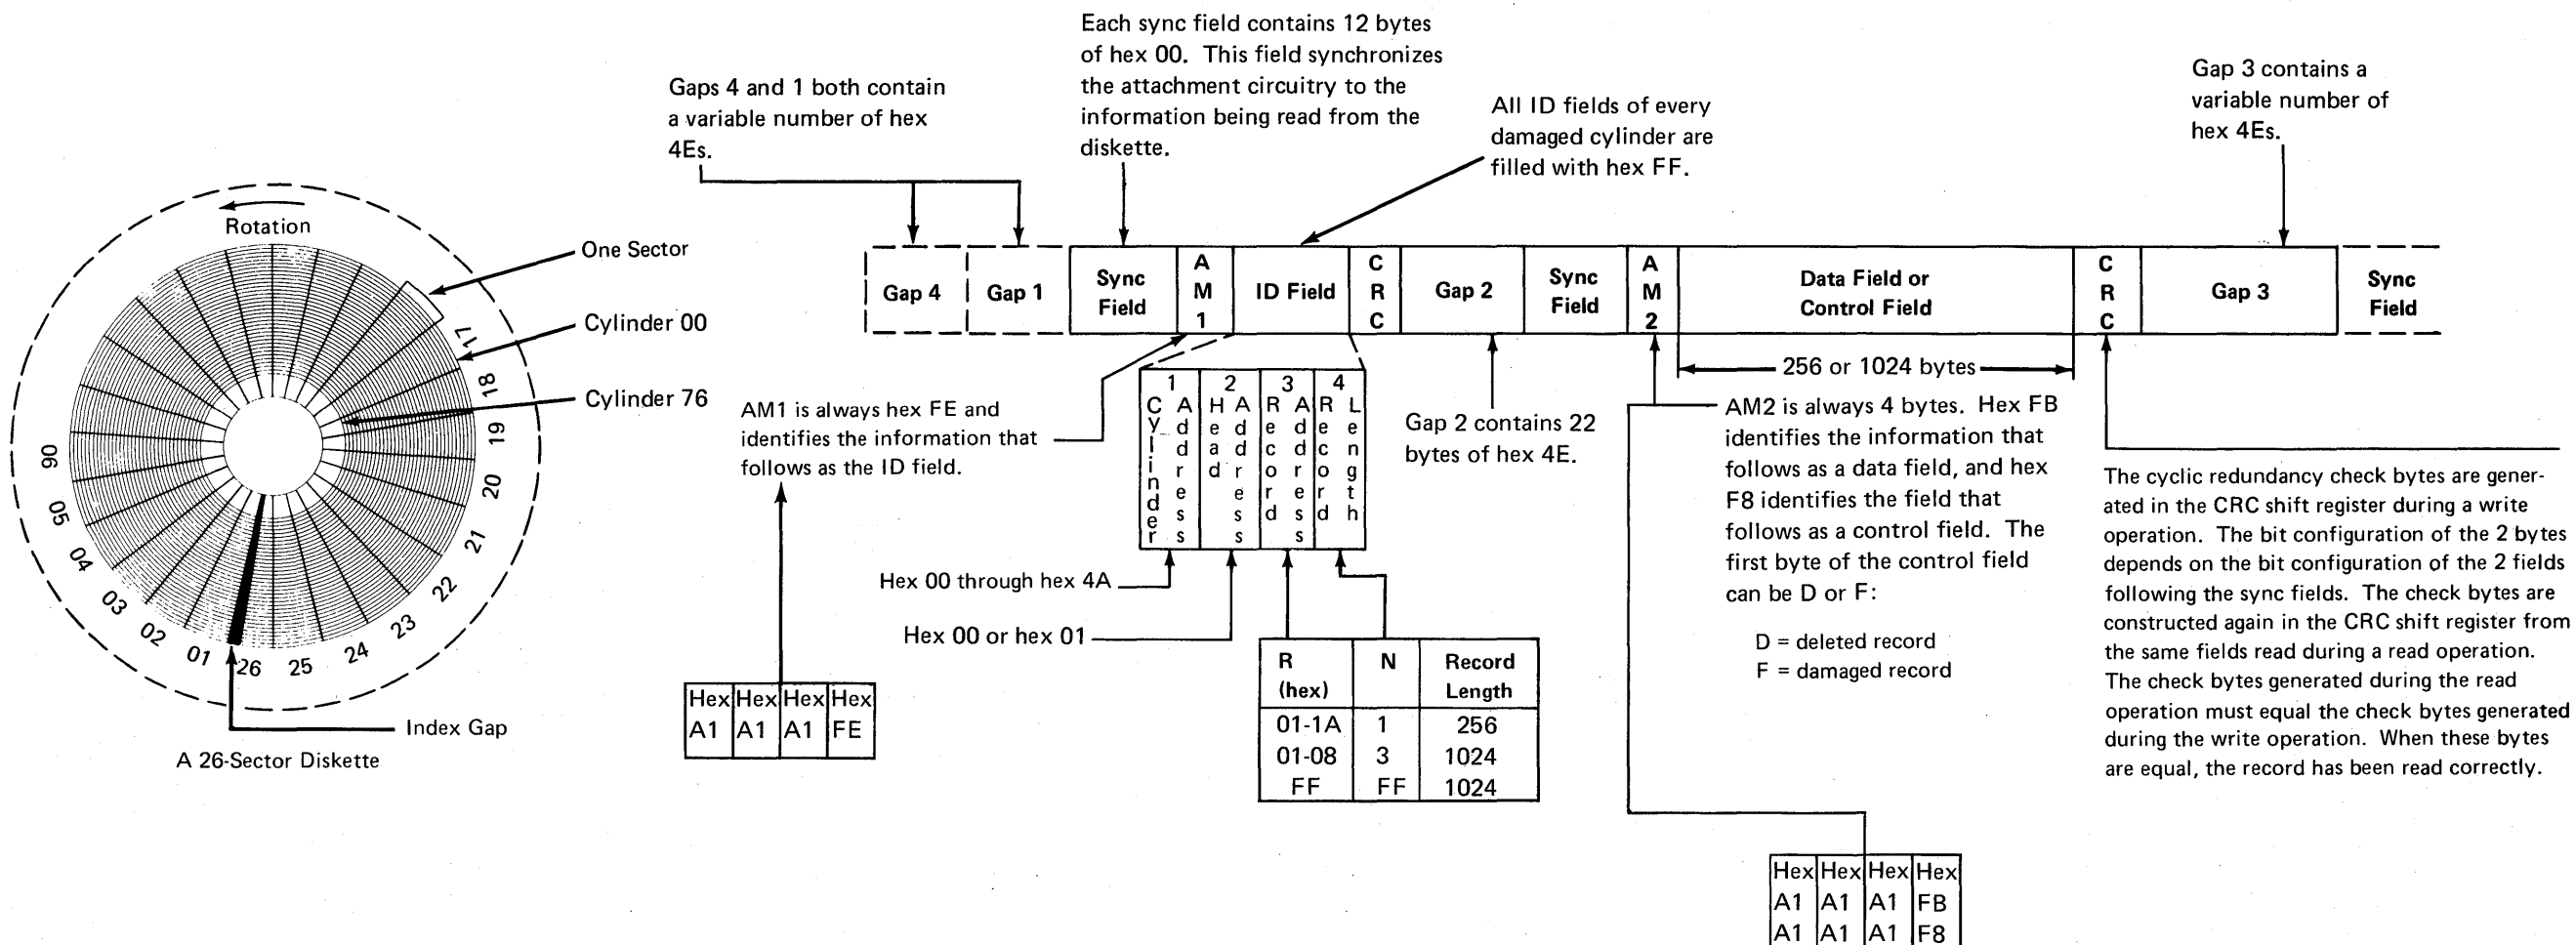 Rotation
One Sector
Cylinder 00
Cylinder 76
17
18
19
20
21
22
23
24
25
26
01
02
03
04
05
06
Index Gap
A 26-Sector Diskette
Gaps 4 and 1 both contain
a variable number of hex
4Es.
Each sync field contains 12 bytes
of hex 00. This field synchronizes
the attachment circuitry to the
information being read from the
diskette.
All ID fields of every
damaged cylinder are
filled with hex FF.
Gap 3 contains a
variable number of
hex 4Es.
Gap 4
Gap 1
Sync
Field
AM1
ID Field
CRC
Gap 2
Sync
Field
AM2
Data Field or
Control Field
CRC
Gap 3
Sync
Field
256 or 1024 bytes
AM1 is always hex FE and
identifies the information that
follows as the ID field.
1
Cylinder
Address
2
Head
Address
3
Record
Address
4
Record
Length
Hex 00 through hex 4A
Hex 00 or hex 01
Hex Hex Hex Hex
A1 A1 A1 FE
R
(hex)
N
Record
Length
01-1A 1 256
01-08 3 1024
FF FF 1024
Gap 2 contains 22
bytes of hex 4E.
AM2 is always 4 bytes. Hex FB
identifies the information that
follows as a data field, and hex
F8 identifies the field that
follows as a control field. The
first byte of the control field
can be D or F:
D = deleted record
F = damaged record
Hex Hex Hex Hex
A1 A1 A1 FB
A1 A1 A1 F8
The cyclic redundancy check bytes are gener-
ated in the CRC shift register during a write
operation. The bit configuration of the 2 bytes
depends on the bit configuration of the 2 fields
following the sync fields. The check bytes are
constructed again in the CRC shift register from
the same fields read during a read operation.
The check bytes generated during the read
operation must equal the check bytes generated
during the write operation. When these bytes
are equal, the record has been read correctly.